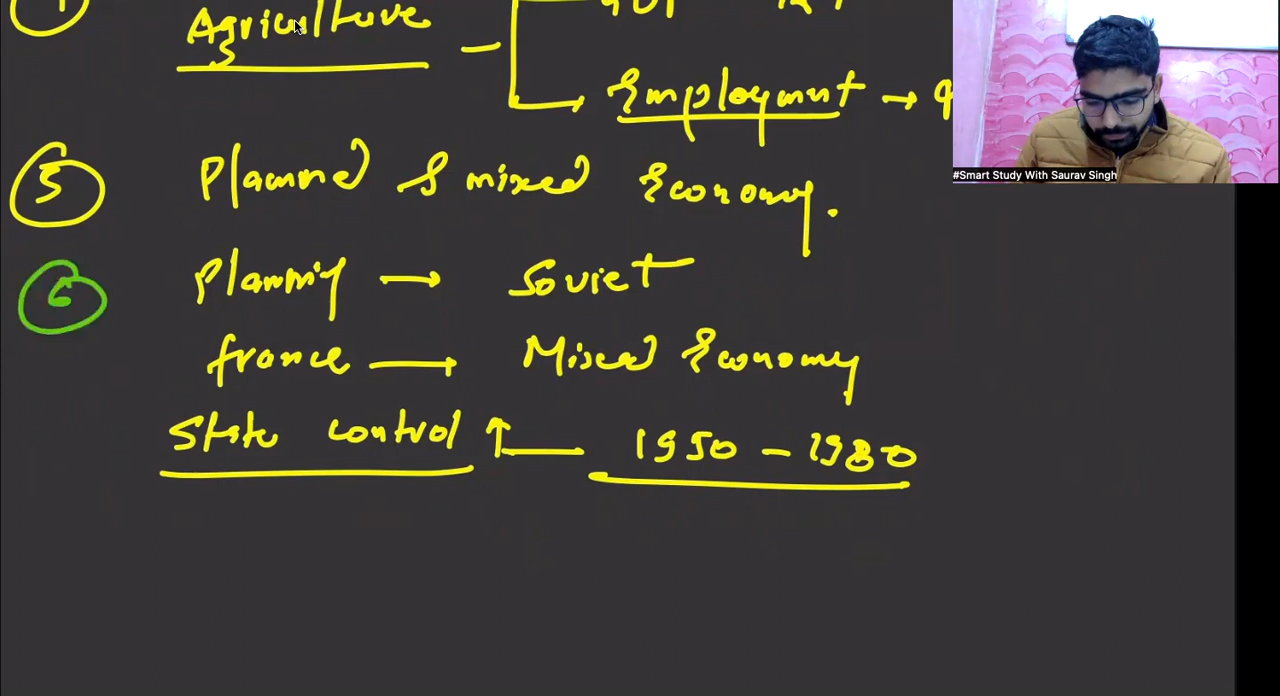 Agriculture -
Employment →
#Smart Study With Saurav Singh
5 Planned & mixed Economy.
6 Planning → Soviet
france → Mixed Economy
State control ↑ — 1950 - 1980